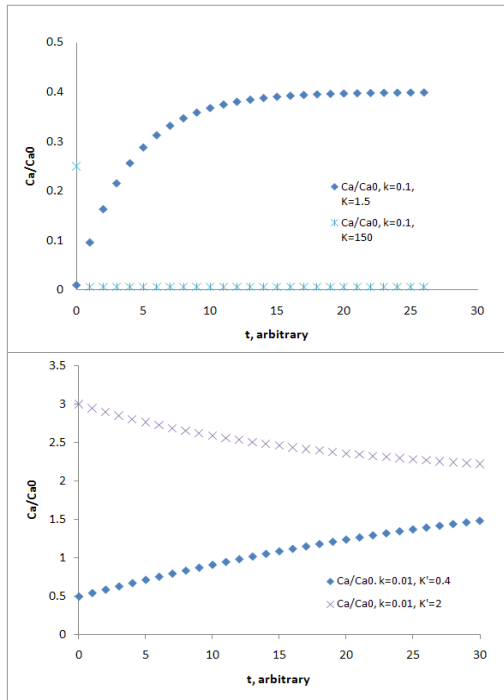 0.5
0.4
0.3
0.2
0.1
0
Ca/Ca0
Ca/Ca0, k=0.1,
K=1.5
Ca/Ca0, k=0.1,
K=150
0 5 10 15 20 25 30
t, arbitrary
3.5
3
2.5
2
1.5
1
0.5
0
Ca/Ca0
Ca/Ca0. k=0.01, K'=0.4
Ca/Ca0, k=0.01, K'=2
0 5 10 15 20 25 30
t, arbitrary